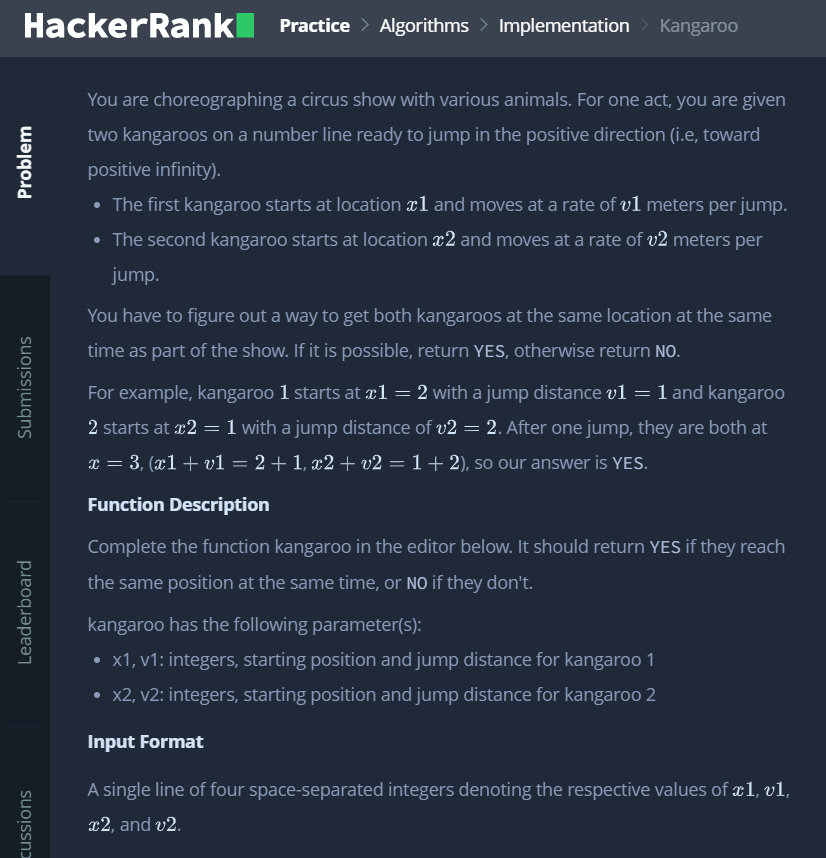 HackerRank Practice > Algorithms > Implementation > Kangaroo
Problem
Submissions
Leaderboard
cussions
You are choreographing a circus show with various animals. For one act, you are given
two kangaroos on a number line ready to jump in the positive direction (i.e, toward
positive infinity).
• The first kangaroo starts at location x1 and moves at a rate of v1 meters per jump.
• The second kangaroo starts at location x2 and moves at a rate of v2 meters per
jump.
You have to figure out a way to get both kangaroos at the same location at the same
time as part of the show. If it is possible, return YES, otherwise return NO.
For example, kangaroo 1 starts at x1 = 2 with a jump distance v1 = 1 and kangaroo
2 starts at x2 = 1 with a jump distance of v2 = 2. After one jump, they are both at
x = 3, (x1 + v1 = 2 + 1, x2 + v2 = 1 + 2), so our answer is YES.
Function Description
Complete the function kangaroo in the editor below. It should return YES if they reach
the same position at the same time, or NO if they don't.
kangaroo has the following parameter(s):
• x1, v1: integers, starting position and jump distance for kangaroo 1
• x2, v2: integers, starting position and jump distance for kangaroo 2
Input Format
A single line of four space-separated integers denoting the respective values of x1, v1,
x2, and v2.